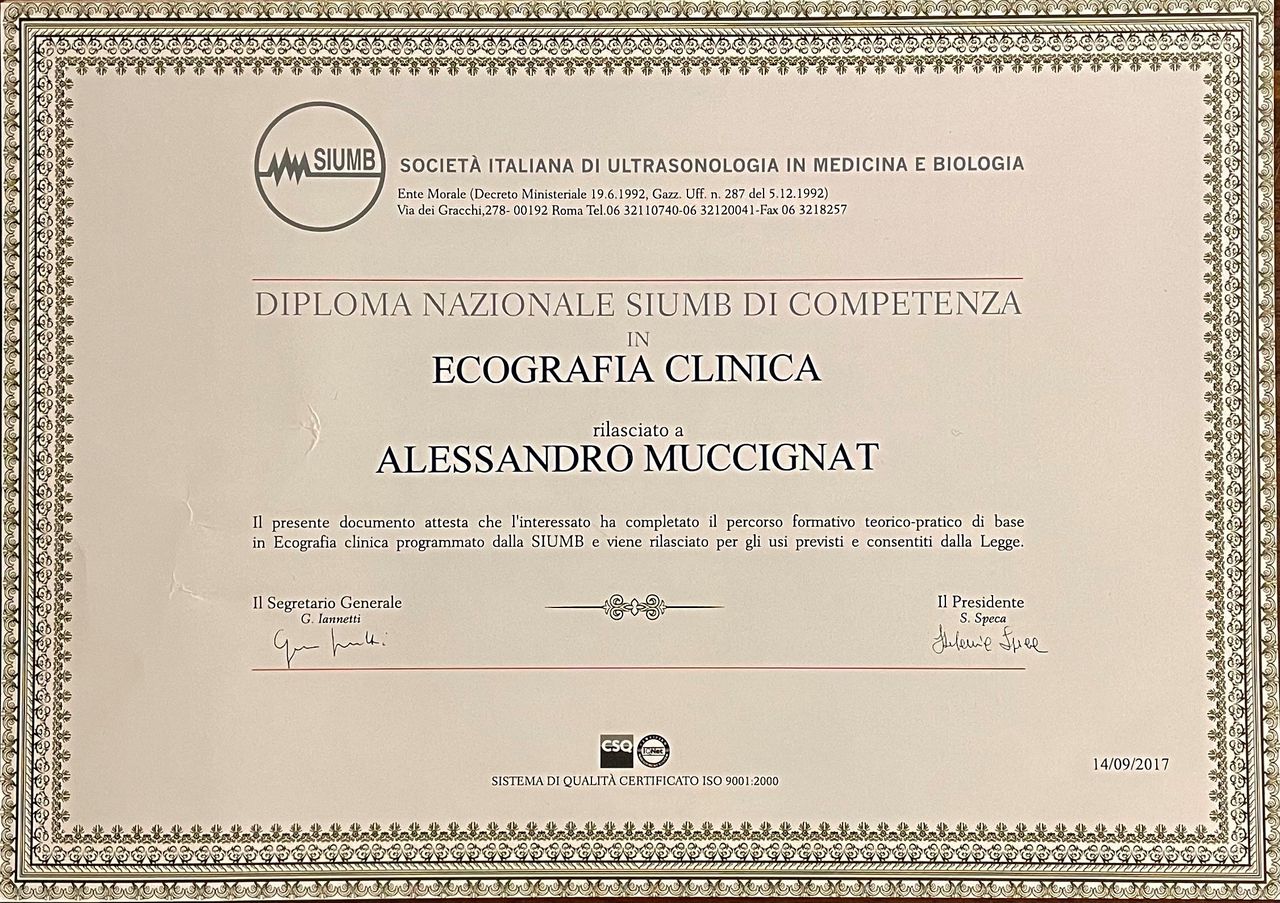 SIUMB
SOCIETÀ ITALIANA DI ULTRASONOLOGIA IN MEDICINA E BIOLOGIA
Ente Morale (Decreto Ministeriale 19.6.1992, Gazz. Uff. n. 287 del 5.12.1992)
Via dei Gracchi,278- 00192 Roma Tel.06 32110740-06 32120041-Fax 06 3218257
DIPLOMA NAZIONALE SIUMB DI COMPETENZA
IN
ECOGRAFIA CLINICA
rilasciato a
ALESSANDRO MUCCIGNAT
Il presente documento attesta che l'interessato ha completato il percorso formativo teorico-pratico di base
in Ecografia clinica programmato dalla SIUMB e viene rilasciato per gli usi previsti e consentiti dalla Legge.
Il Segretario Generale
G. Iannetti
Il Presidente
S. Speca
CSQ
SISTEMA DI QUALITÀ CERTIFICATO ISO 9001:2000
14/09/2017